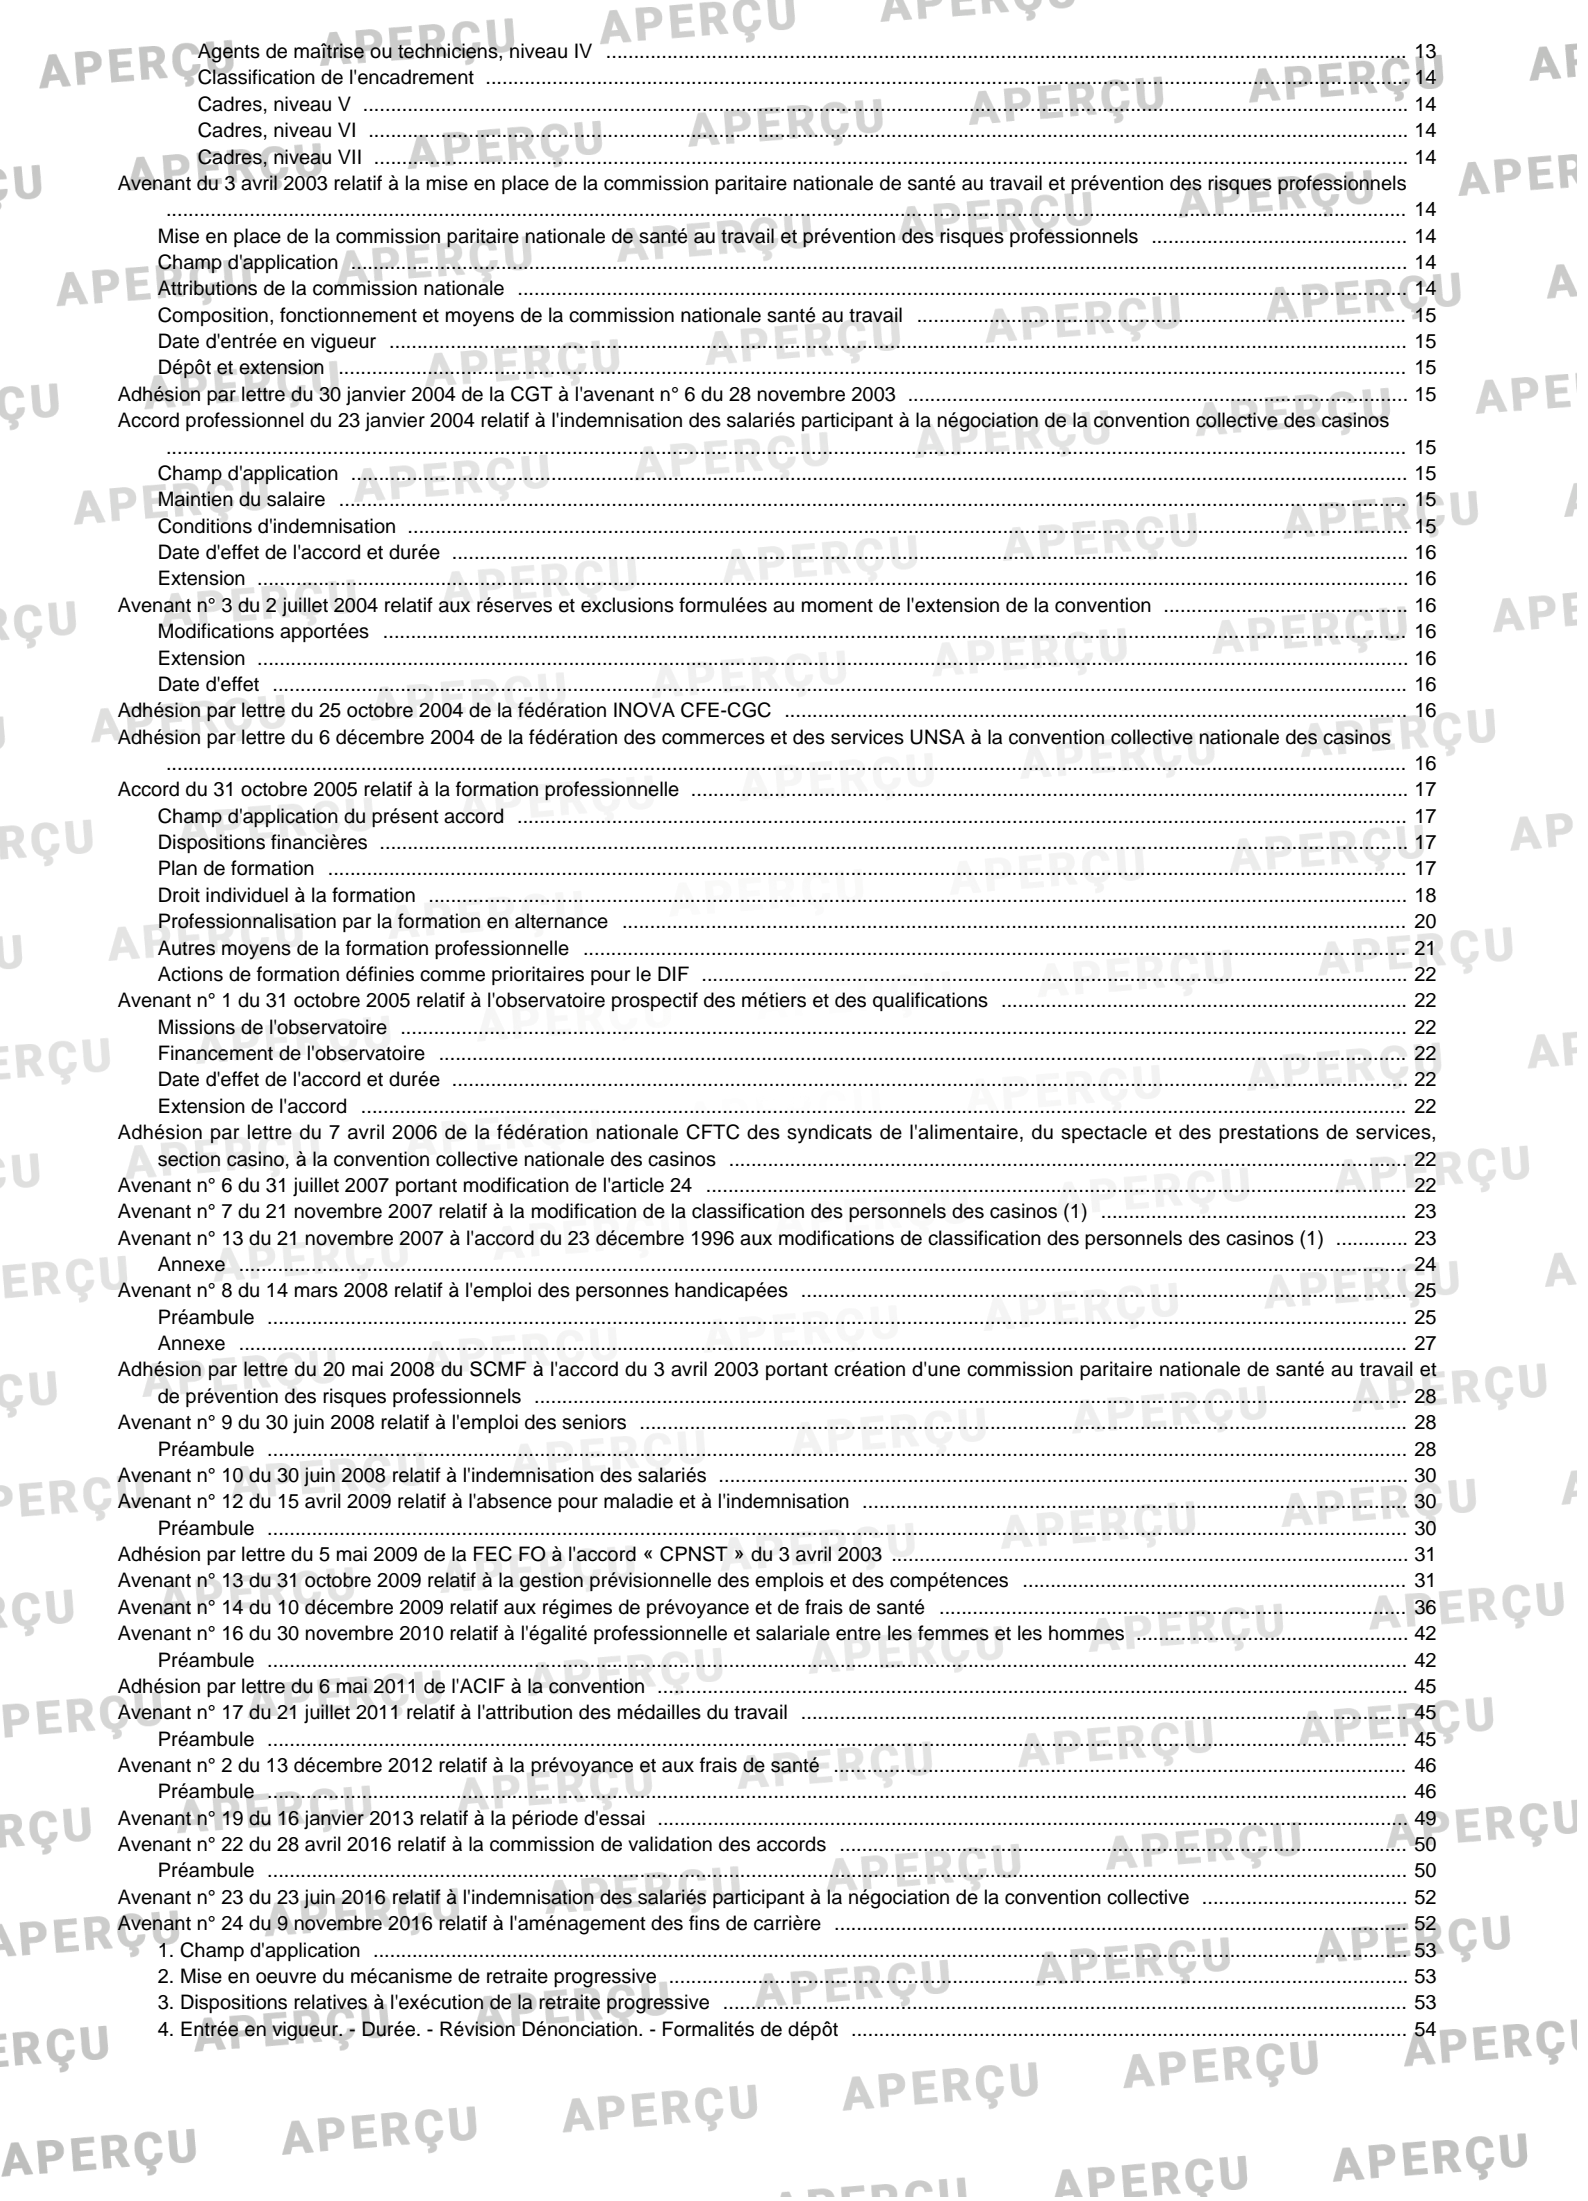 Agents de maîtrise ou techniciens, niveau IV ........ 13
Classification de l'encadrement ........ 14
Cadres, niveau V ........ 14
Cadres, niveau VI ........ 14
Cadres, niveau VII ........ 14
Avenant du 3 avril 2003 relatif à la mise en place de la commission paritaire nationale de santé au travail et prévention des risques professionnels
........ 14
Mise en place de la commission paritaire nationale de santé au travail et prévention des risques professionnels ........ 14
Champ d'application ........ 14
Attributions de la commission nationale ........ 14
Composition, fonctionnement et moyens de la commission nationale santé au travail ........ 15
Date d'entrée en vigueur ........ 15
Dépôt et extension ........ 15
Adhésion par lettre du 30 janvier 2004 de la CGT à l'avenant n° 6 du 28 novembre 2003 ........ 15
Accord professionnel du 23 janvier 2004 relatif à l'indemnisation des salariés participant à la négociation de la convention collective des casinos
........ 15
Champ d'application ........ 15
Maintien du salaire ........ 15
Conditions d'indemnisation ........ 15
Date d'effet de l'accord et durée ........ 16
Extension ........ 16
Avenant n° 3 du 2 juillet 2004 relatif aux réserves et exclusions formulées au moment de l'extension de la convention ........ 16
Modifications apportées ........ 16
Extension ........ 16
Date d'effet ........ 16
Adhésion par lettre du 25 octobre 2004 de la fédération INOVA CFE-CGC ........ 16
Adhésion par lettre du 6 décembre 2004 de la fédération des commerces et des services UNSA à la convention collective nationale des casinos
........ 16
Accord du 31 octobre 2005 relatif à la formation professionnelle ........ 17
Champ d'application du présent accord ........ 17
Dispositions financières ........ 17
Plan de formation ........ 17
Droit individuel à la formation ........ 18
Professionnalisation par la formation en alternance ........ 20
Autres moyens de la formation professionnelle ........ 21
Actions de formation définies comme prioritaires pour le DIF ........ 22
Avenant n° 1 du 31 octobre 2005 relatif à l'observatoire prospectif des métiers et des qualifications ........ 22
Missions de l'observatoire ........ 22
Financement de l'observatoire ........ 22
Date d'effet de l'accord et durée ........ 22
Extension de l'accord ........ 22
Adhésion par lettre du 7 avril 2006 de la fédération nationale CFTC des syndicats de l'alimentaire, du spectacle et des prestations de services,
section casino, à la convention collective nationale des casinos ........ 22
Avenant n° 6 du 31 juillet 2007 portant modification de l'article 24 ........ 22
Avenant n° 7 du 21 novembre 2007 relatif à la modification de la classification des personnels des casinos (1) ........ 23
Avenant n° 13 du 21 novembre 2007 à l'accord du 23 décembre 1996 aux modifications de classification des personnels des casinos (1) ........ 23
Annexe ........ 24
Avenant n° 8 du 14 mars 2008 relatif à l'emploi des personnes handicapées ........ 25
Préambule ........ 25
Annexe ........ 27
Adhésion par lettre du 20 mai 2008 du SCMF à l'accord du 3 avril 2003 portant création d'une commission paritaire nationale de santé au travail et
de prévention des risques professionnels ........ 28
Avenant n° 9 du 30 juin 2008 relatif à l'emploi des seniors ........ 28
Préambule ........ 28
Avenant n° 10 du 30 juin 2008 relatif à l'indemnisation des salariés ........ 30
Avenant n° 12 du 15 avril 2009 relatif à l'absence pour maladie et à l'indemnisation ........ 30
Préambule ........ 30
Adhésion par lettre du 5 mai 2009 de la FEC FO à l'accord « CPNST » du 3 avril 2003 ........ 31
Avenant n° 13 du 31 octobre 2009 relatif à la gestion prévisionnelle des emplois et des compétences ........ 31
Avenant n° 14 du 10 décembre 2009 relatif aux régimes de prévoyance et de frais de santé ........ 36
Avenant n° 16 du 30 novembre 2010 relatif à l'égalité professionnelle et salariale entre les femmes et les hommes ........ 42
Préambule ........ 42
Adhésion par lettre du 6 mai 2011 de l'ACIF à la convention ........ 45
Avenant n° 17 du 21 juillet 2011 relatif à l'attribution des médailles du travail ........ 45
Préambule ........ 45
Avenant n° 2 du 13 décembre 2012 relatif à la prévoyance et aux frais de santé ........ 46
Préambule ........ 46
Avenant n° 19 du 16 janvier 2013 relatif à la période d'essai ........ 49
Avenant n° 22 du 28 avril 2016 relatif à la commission de validation des accords ........ 50
Préambule ........ 50
Avenant n° 23 du 23 juin 2016 relatif à l'indemnisation des salariés participant à la négociation de la convention collective ........ 52
Avenant n° 24 du 9 novembre 2016 relatif à l'aménagement des fins de carrière ........ 52
1. Champ d'application ........ 53
2. Mise en oeuvre du mécanisme de retraite progressive ........ 53
3. Dispositions relatives à l'exécution de la retraite progressive ........ 53
4. Entrée en vigueur. - Durée. - Révision Dénonciation. - Formalités de dépôt ........ 54
APERÇU